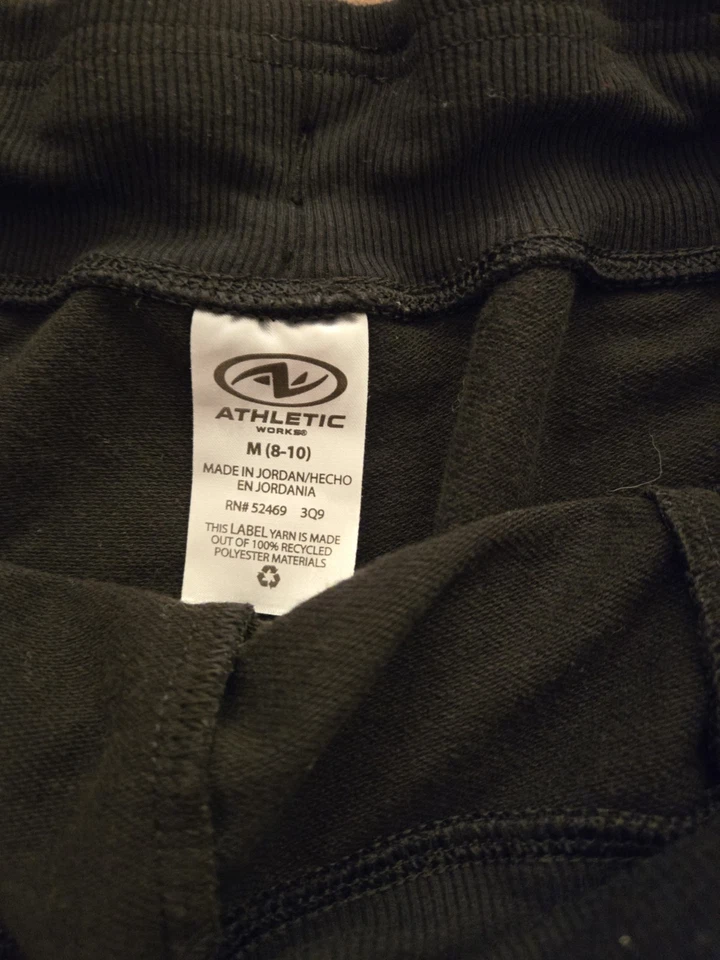 ATHLETIC
WORKS®
M (8-10)
MADE IN JORDAN/HECHO
EN JORDANIA
RN# 52469 3Q9
THIS LABEL YARN IS MADE
OUT OF 100% RECYCLED
POLYESTER MATERIALS